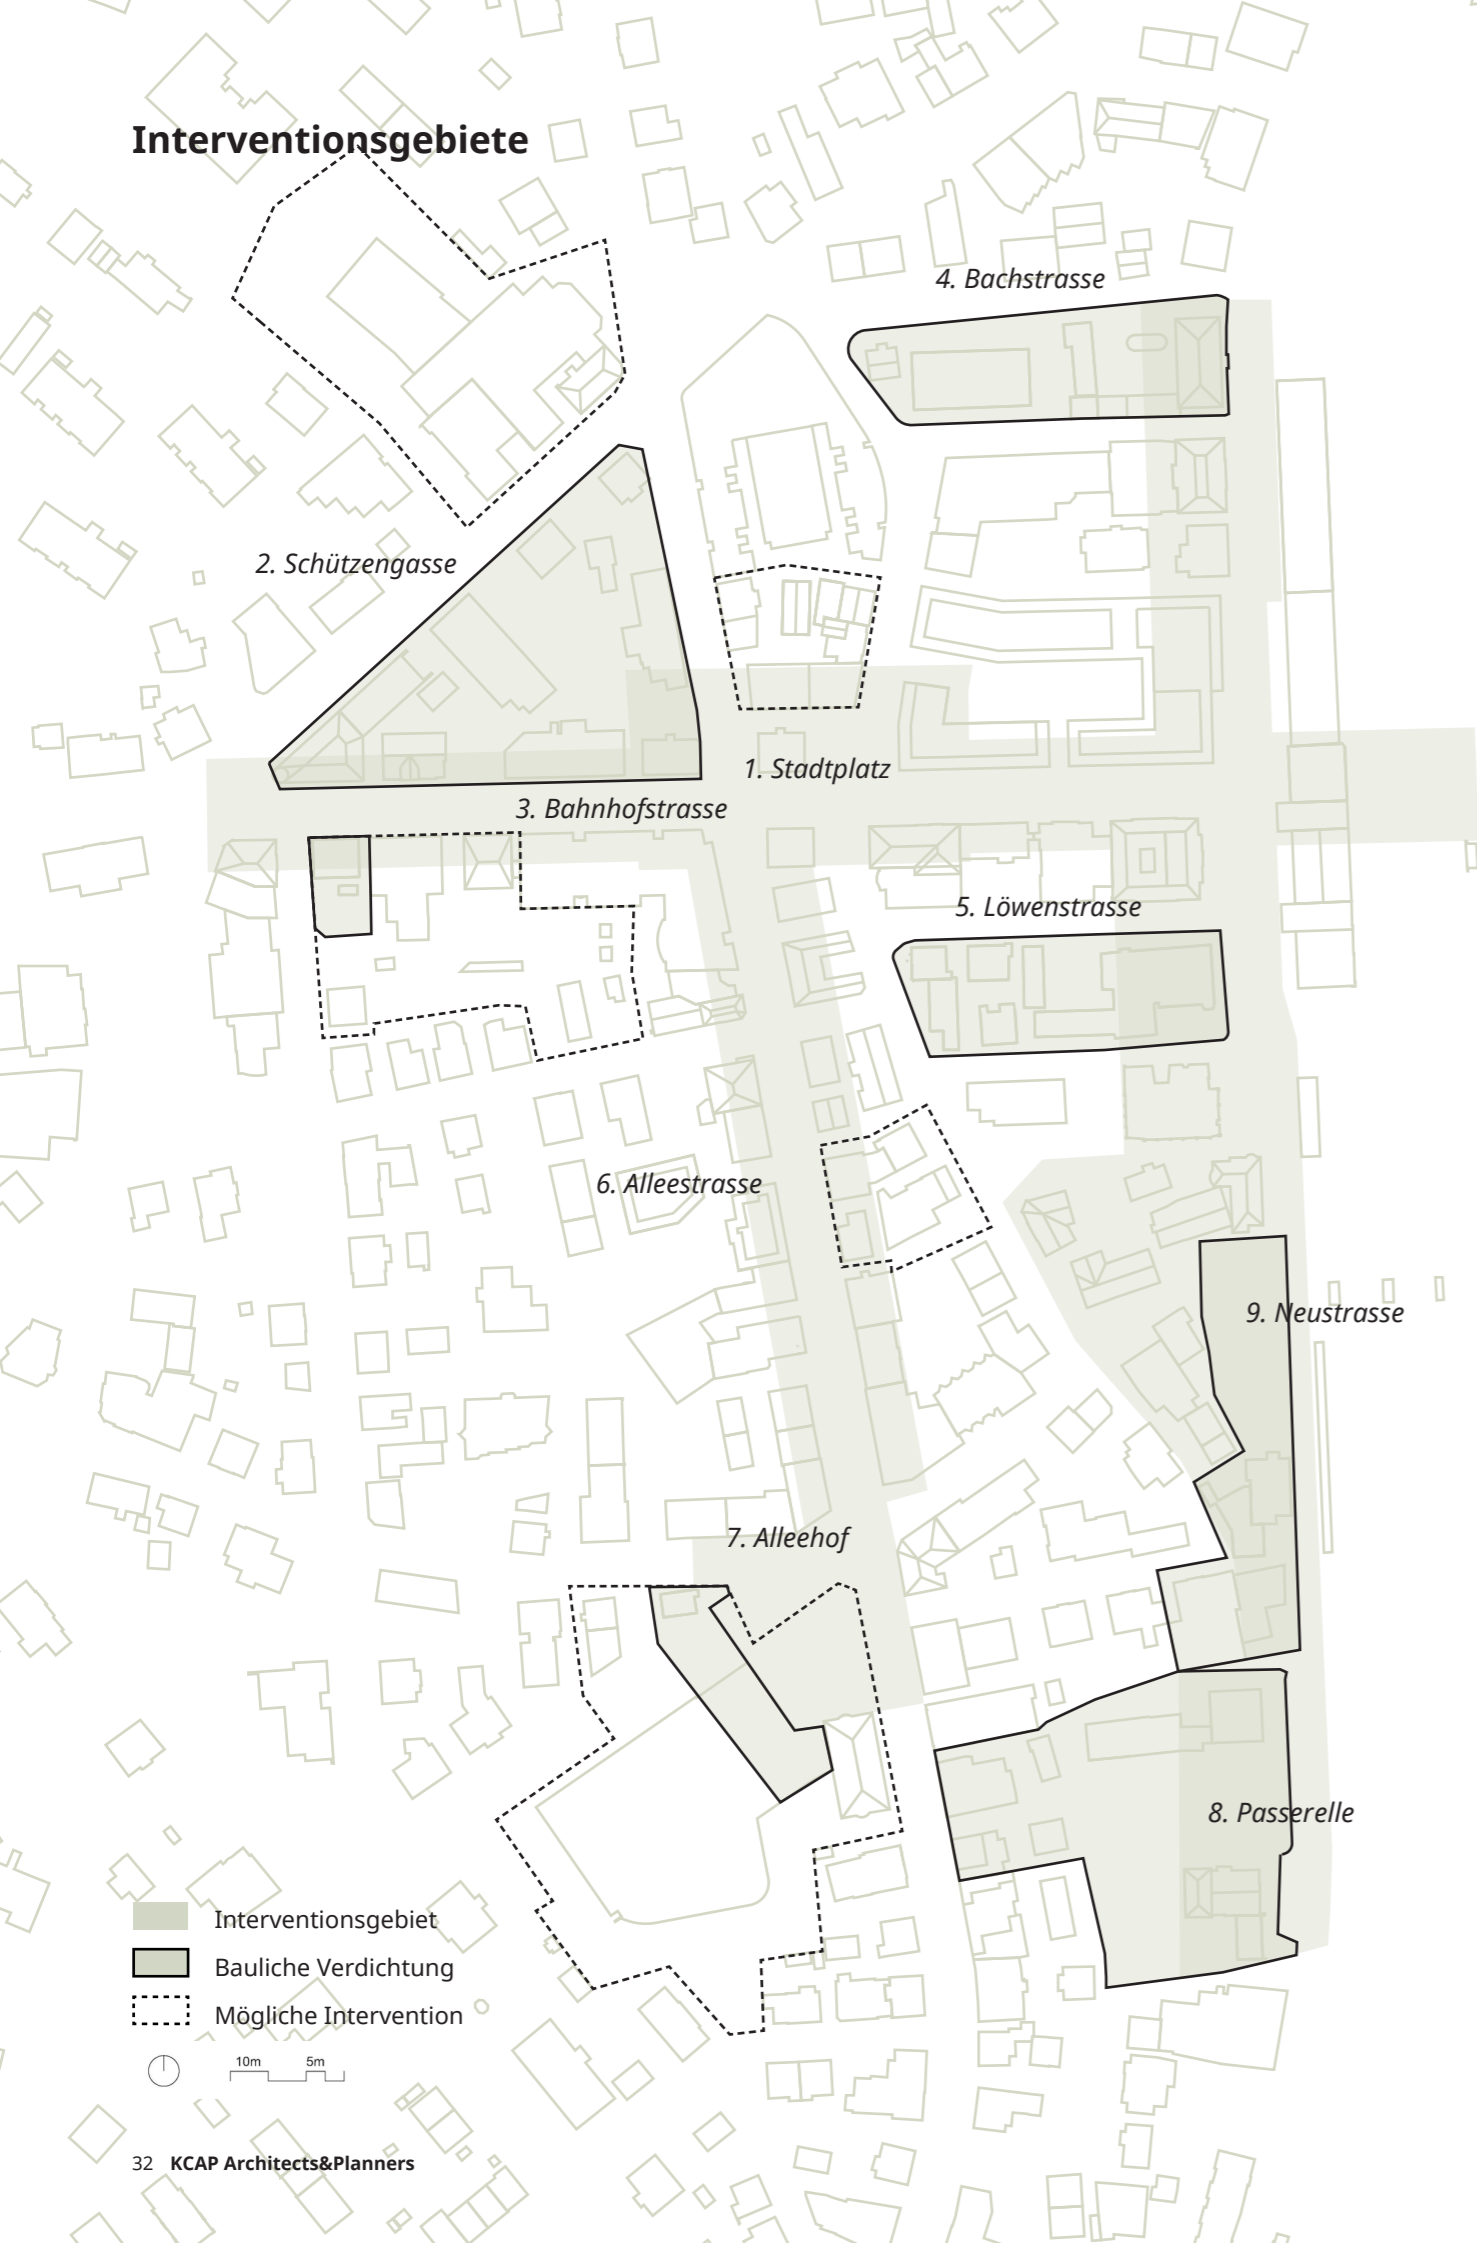 Interventionsgebiete
4. Bachstrasse
2. Schützengasse
1. Stadtplatz
3. Bahnhofstrasse
5. Löwenstrasse
6. Alleestrasse
9. Neustrasse
7. Alleehof
8. Passerelle
Interventionsgebiet
Bauliche Verdichtung
Mögliche Intervention
10m 5m
32 KCAP Architects&Planners